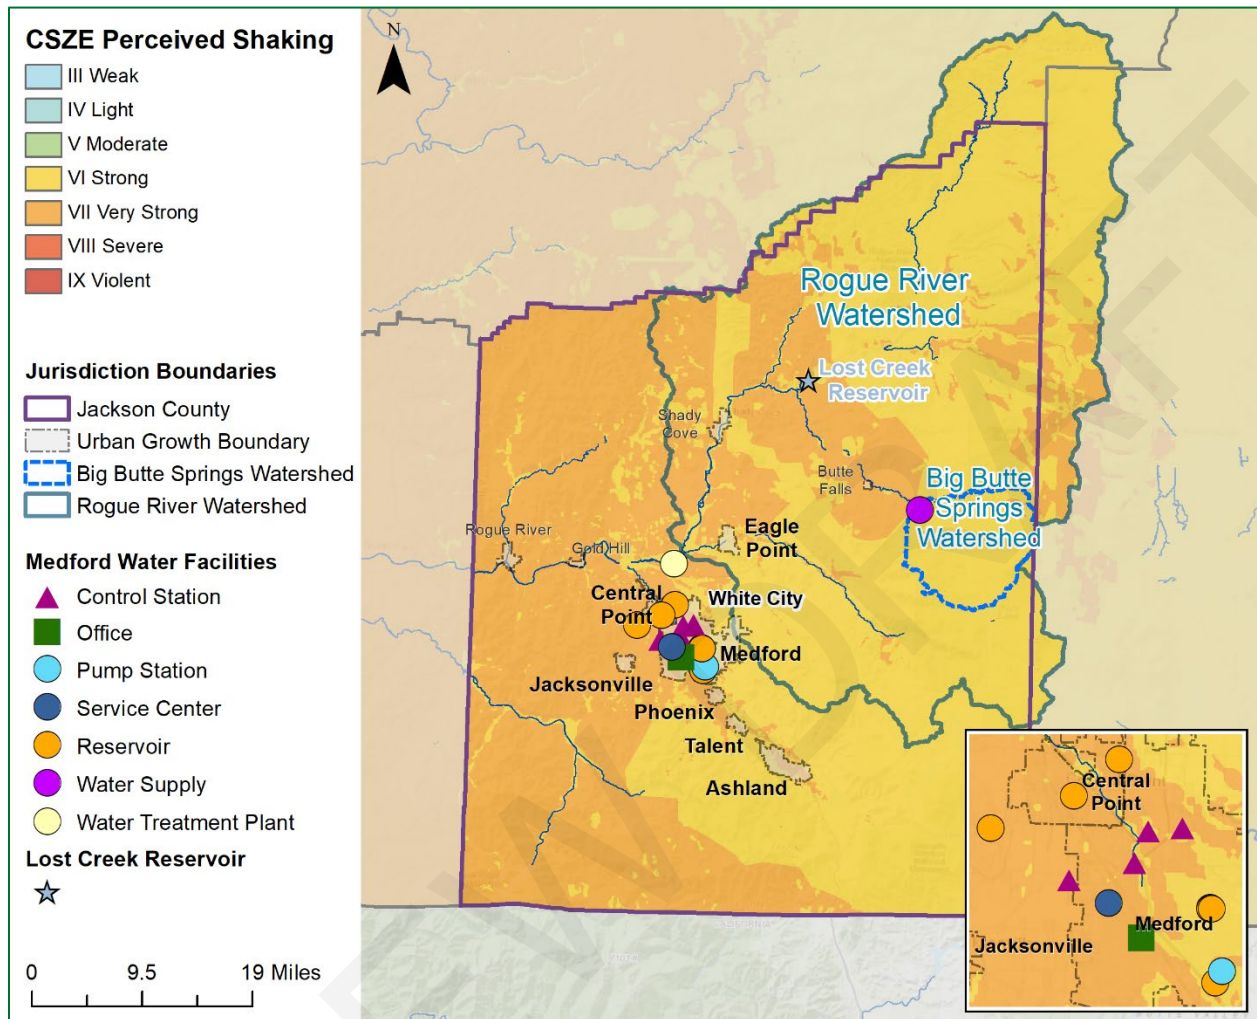 CSZE Perceived Shaking
III Weak
IV Light
V Moderate
VI Strong
VII Very Strong
VIII Severe
IX Violent
Jurisdiction Boundaries
Jackson County
Urban Growth Boundary
Big Butte Springs Watershed
Rogue River Watershed
Medford Water Facilities
Control Station
Office
Pump Station
Service Center
Reservoir
Water Supply
Water Treatment Plant
Lost Creek Reservoir
0 9.5 19 Miles
N
Rogue River
Watershed
Lost Creek
Reservoir
Shady
Cove
Butte
Falls
Big Butte
Springs
Watershed
Rogue River
Gold Hill
Eagle
Point
Central
Point
White City
Medford
Jacksonville
Phoenix
Talent
Ashland
Central
Point
Medford
Jacksonville
DRAFT